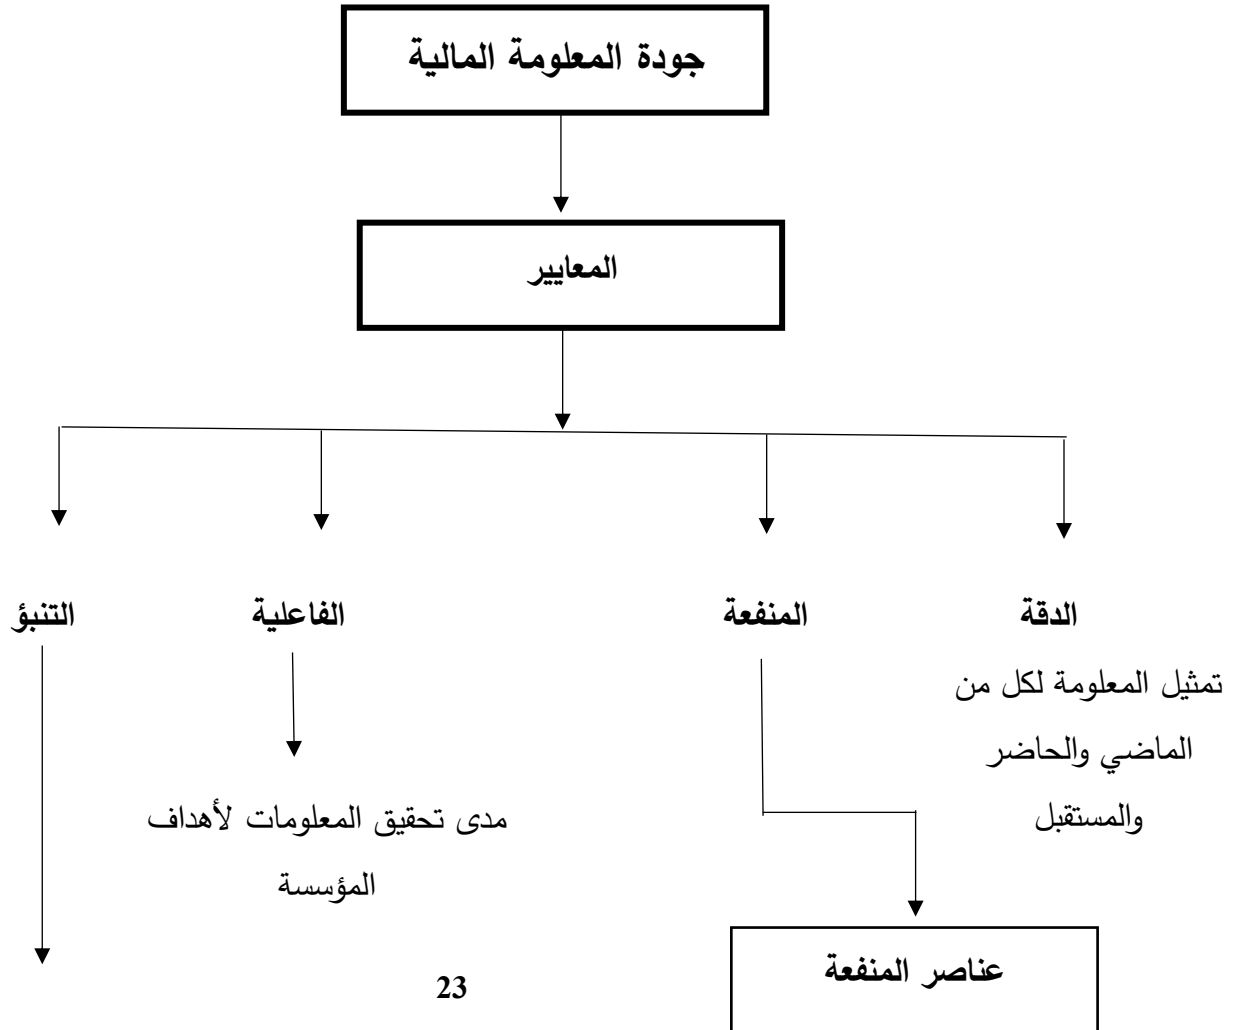 جودة المعلومة المالية
المعايير
الدقة
المنفعة
الفاعلية
التنبؤ
تمثيل المعلومة لكل من
الماضي والحاضر
والمستقبل
مدى تحقيق المعلومات لأهداف
المؤسسة
عناصر المنفعة
23